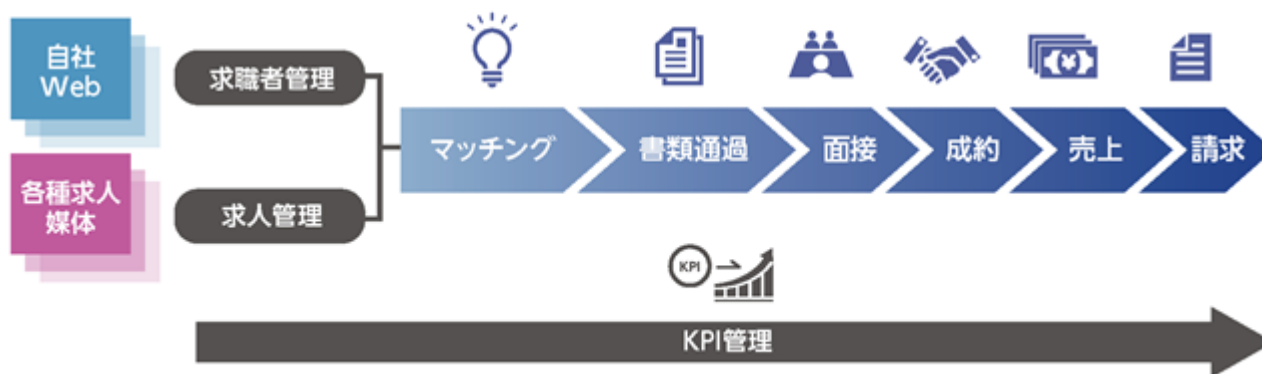 自社
Web
各種求人
媒体
求職者管理
求人管理
マッチング
書類通過
面接
成約
売上
請求
KPI
KPI管理